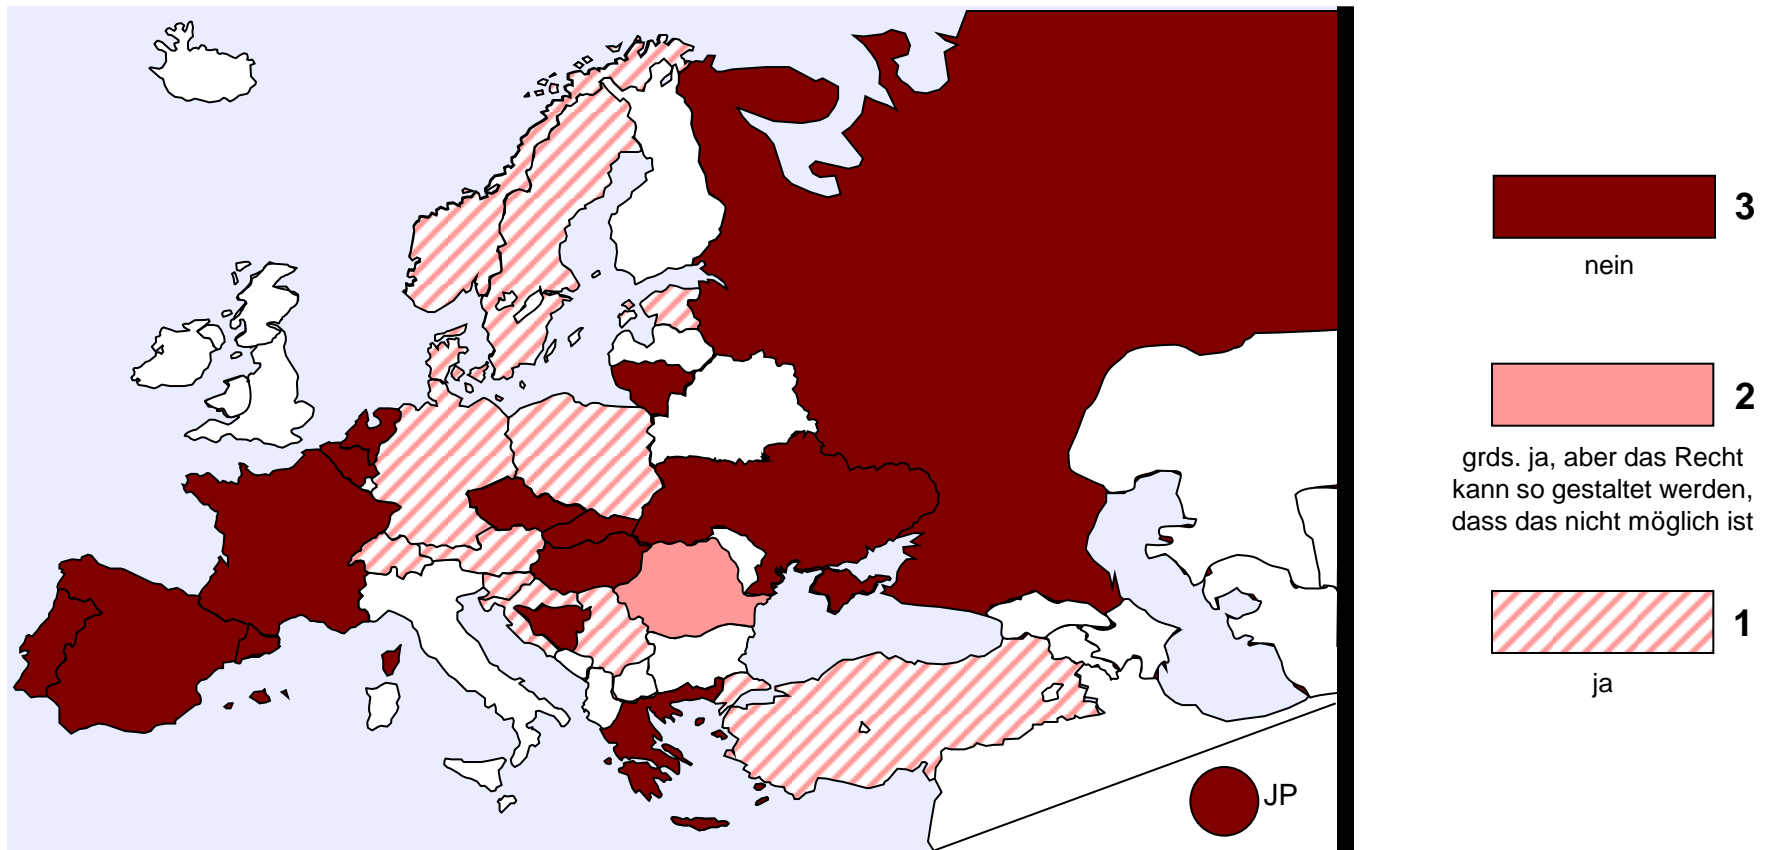 3
nein
2
grds. ja, aber das Recht
kann so gestaltet werden,
dass das nicht möglich ist
1
ja
JP